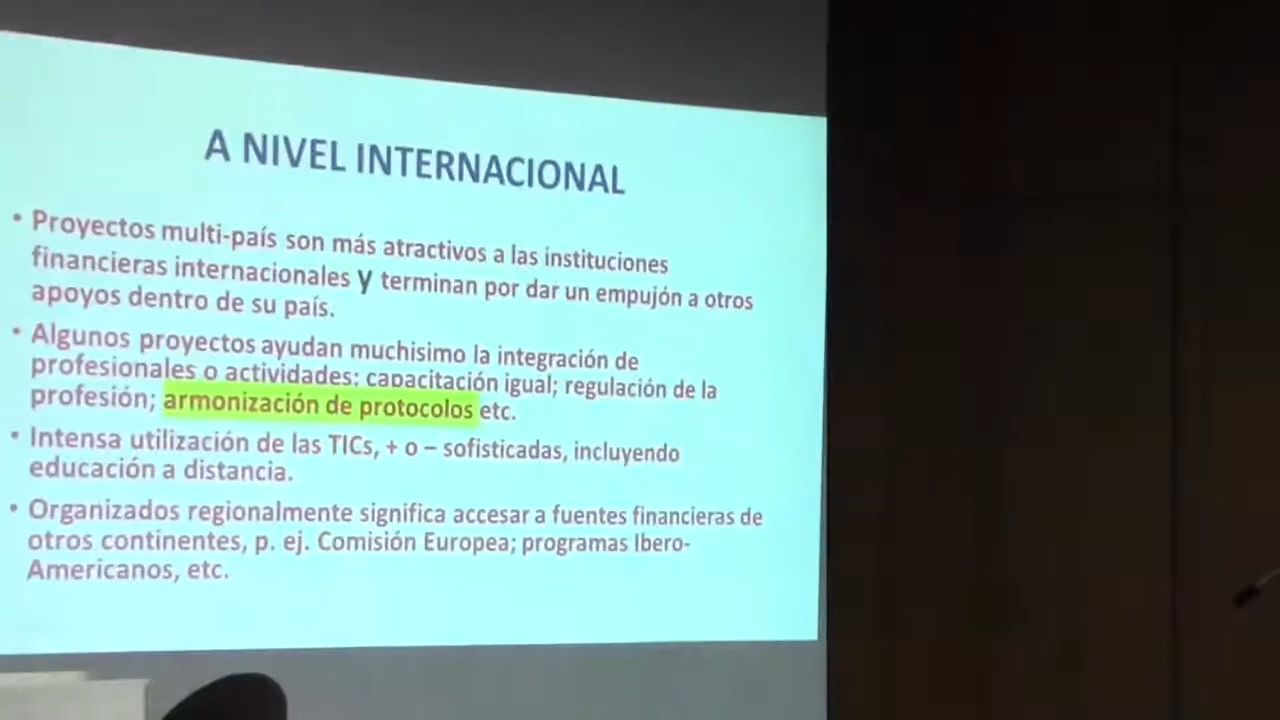 A NIVEL INTERNACIONAL
• Proyectos multi-país son más atractivos a las instituciones
financieras internacionales y terminan por dar un empujón a otros
apoyos dentro de su país.
• Algunos proyectos ayudan muchisimo la integración de
profesionales o actividades: capacitación igual; regulación de la
profesión; armonización de protocolos etc.
• Intensa utilización de las TICs, + o – sofisticadas, incluyendo
educación a distancia.
• Organizados regionalmente significa accesar a fuentes financieras de
otros continentes, p. ej. Comisión Europea; programas Ibero-
Americanos, etc.